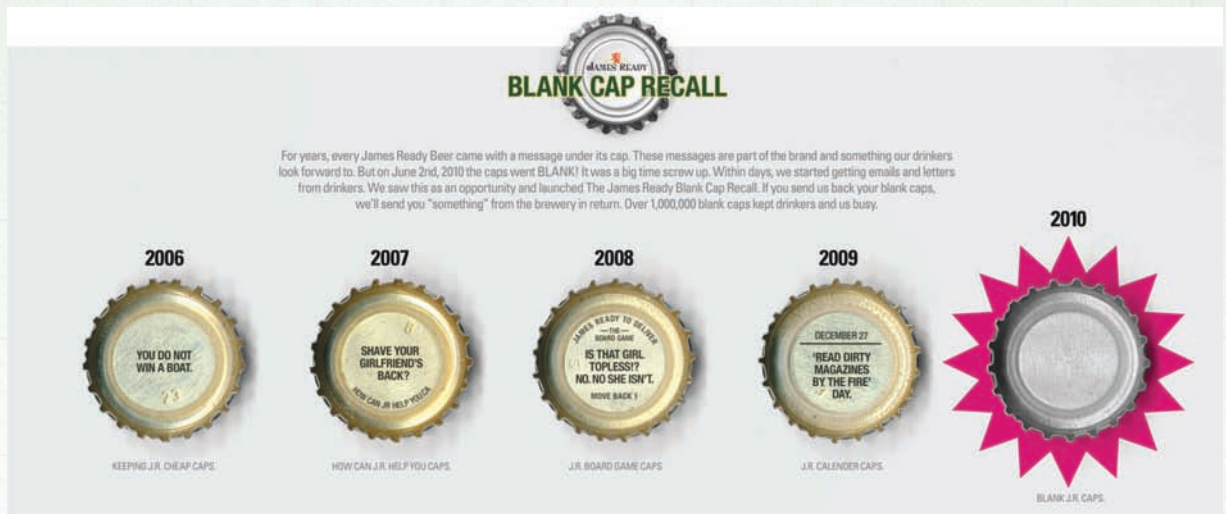 JAMES READY
BLANK CAP RECALL
For years, every James Ready Beer came with a message under its cap. These messages are part of the brand and something our drinkers
look forward to. But on June 2nd, 2010 the caps went BLANK! It was a big time screw up. Within days, we started getting emails and letters
from drinkers. We saw this as an opportunity and launched The James Ready Blank Cap Recall. If you send us back your blank caps,
we'll send you "something" from the brewery in return. Over 1,000,000 blank caps kept drinkers and us busy.
2006
YOU DO NOT
WIN A BOAT.
23
KEEPING J.R. CHEAP CAPS.
2007
SHAVE YOUR
GIRLFRIEND'S
BACK?
HOW CAN JR HELP YOU.CA
HOW CAN J.R. HELP YOU CAPS.
2008
JAMES READY TO DELIVER
THE
BOARD GAME
IS THAT GIRL
TOPLESS!?
NO. NO SHE ISN'T.
MOVE BACK 1
J.R. BOARD GAME CAPS
2009
DECEMBER 27
'READ DIRTY
MAGAZINES
BY THE FIRE'
DAY.
J.R. CALENDER CAPS.
2010
BLANK J.R. CAPS.